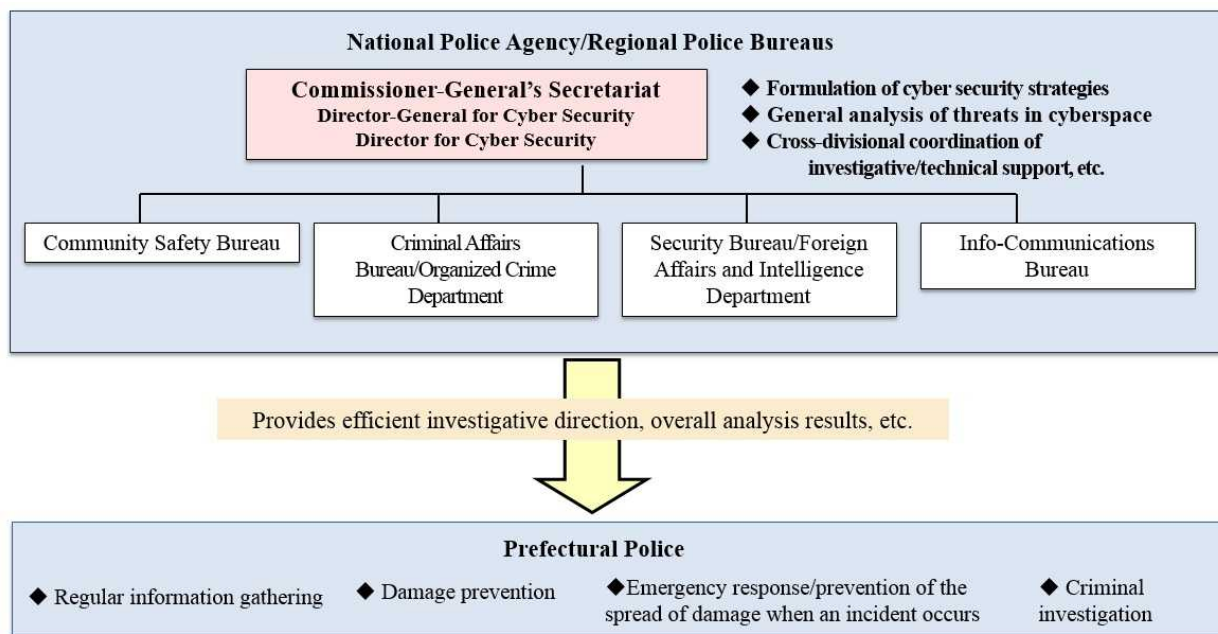 National Police Agency/Regional Police Bureaus
Commissioner-General's Secretariat
Director-General for Cyber Security
Director for Cyber Security
◆ Formulation of cyber security strategies
◆ General analysis of threats in cyberspace
◆ Cross-divisional coordination of
investigative/technical support, etc.
Community Safety Bureau
Criminal Affairs
Bureau/Organized Crime
Department
Security Bureau/Foreign
Affairs and Intelligence
Department
Info-Communications
Bureau
Provides efficient investigative direction, overall analysis results, etc.
Prefectural Police
◆ Regular information gathering
◆ Damage prevention
◆Emergency response/prevention of the
spread of damage when an incident occurs
◆ Criminal
investigation